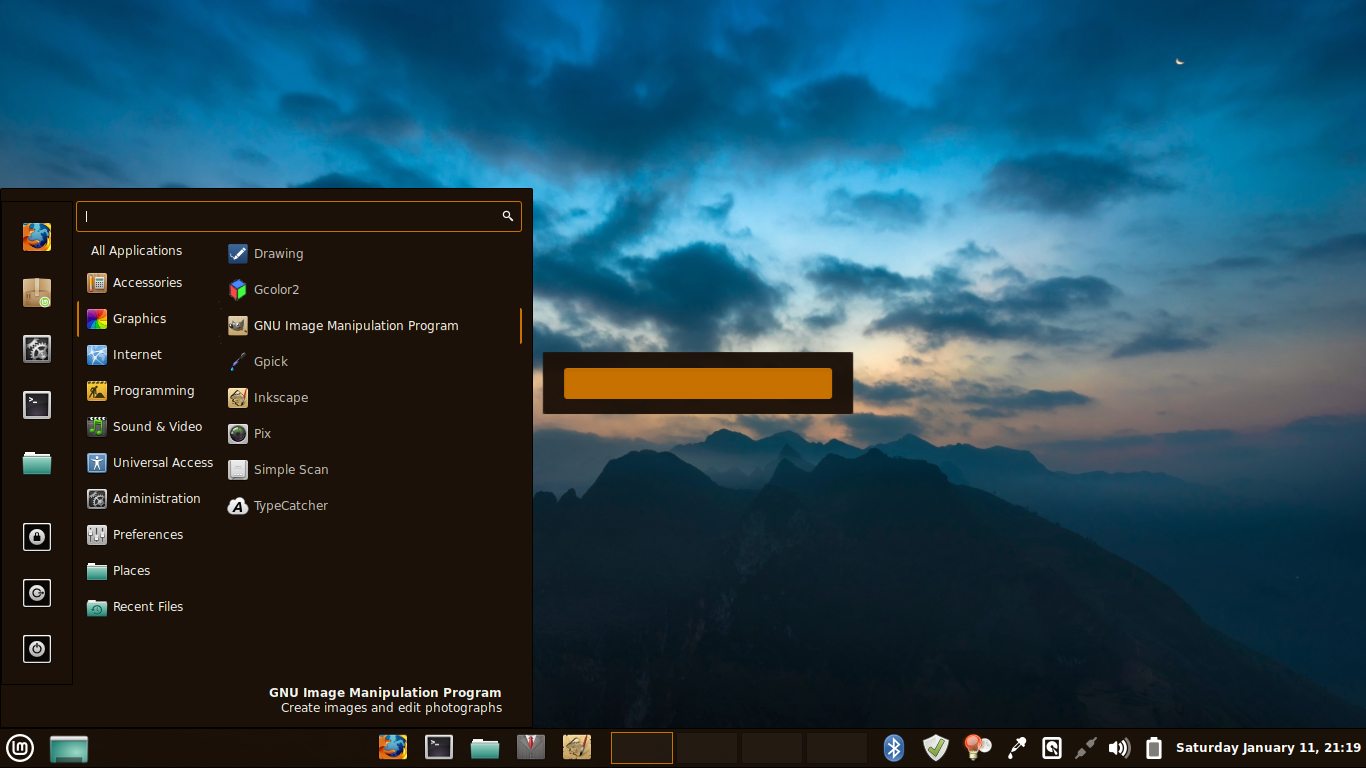 All Applications
Accessories
Graphics
Internet
Programming
Sound & Video
Universal Access
Administration
Preferences
Places
Recent Files
Drawing
Gcolor2
GNU Image Manipulation Program
Gpick
Inkscape
Pix
Simple Scan
TypeCatcher
GNU Image Manipulation Program
Create images and edit photographs
Saturday January 11, 21:19